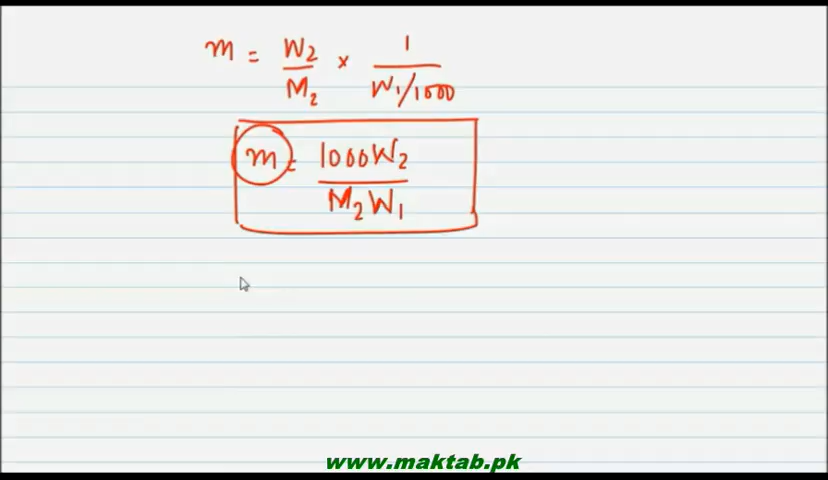 m = W2/M2 × 1/(W1/1000)
m = 1000W2/M2W1
www.maktab.pk